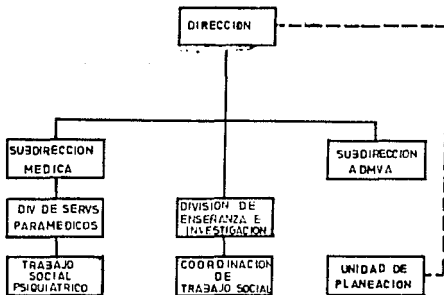 DIRECCION
SUBDIRECCION
MEDICA
SUBDIRECCION
ADMVA
DIV DE SERVS
PARAMEDICOS
DIVISION DE
ENSEÑANZA E
INVESTIGACION
TRABAJO
SOCIAL
PSIQUIATRICO
COORDINACION
DE
TRABAJO SOCIAL
UNIDAD DE
PLANEACION